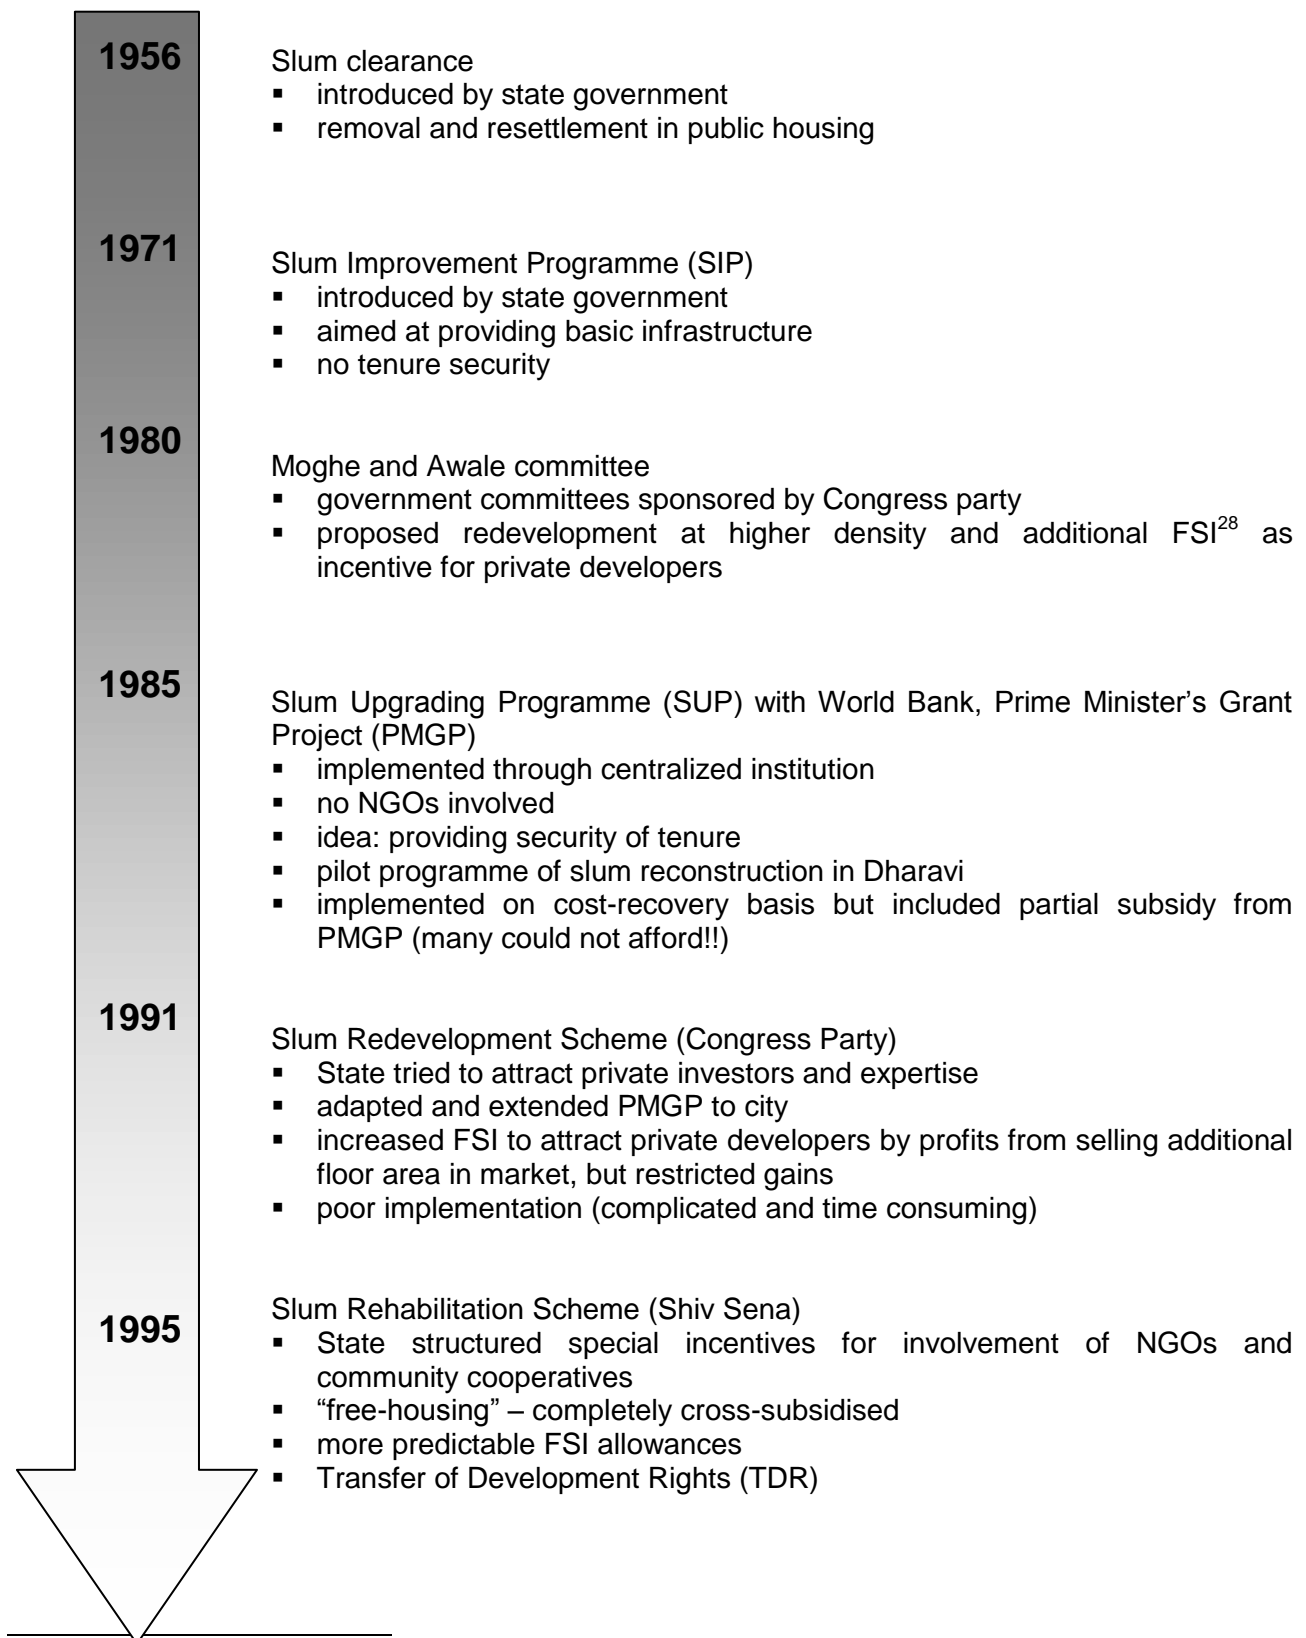 1956
Slum clearance
▪ introduced by state government
▪ removal and resettlement in public housing
1971
Slum Improvement Programme (SIP)
▪ introduced by state government
▪ aimed at providing basic infrastructure
▪ no tenure security
1980
Moghe and Awale committee
▪ government committees sponsored by Congress party
▪ proposed redevelopment at higher density and additional FSI28 as
incentive for private developers
1985
Slum Upgrading Programme (SUP) with World Bank, Prime Minister’s Grant
Project (PMGP)
▪ implemented through centralized institution
▪ no NGOs involved
▪ idea: providing security of tenure
▪ pilot programme of slum reconstruction in Dharavi
▪ implemented on cost-recovery basis but included partial subsidy from
PMGP (many could not afford!!)
1991
Slum Redevelopment Scheme (Congress Party)
▪ State tried to attract private investors and expertise
▪ adapted and extended PMGP to city
▪ increased FSI to attract private developers by profits from selling additional
floor area in market, but restricted gains
▪ poor implementation (complicated and time consuming)
1995
Slum Rehabilitation Scheme (Shiv Sena)
▪ State structured special incentives for involvement of NGOs and
community cooperatives
▪ “free-housing” – completely cross-subsidised
▪ more predictable FSI allowances
▪ Transfer of Development Rights (TDR)